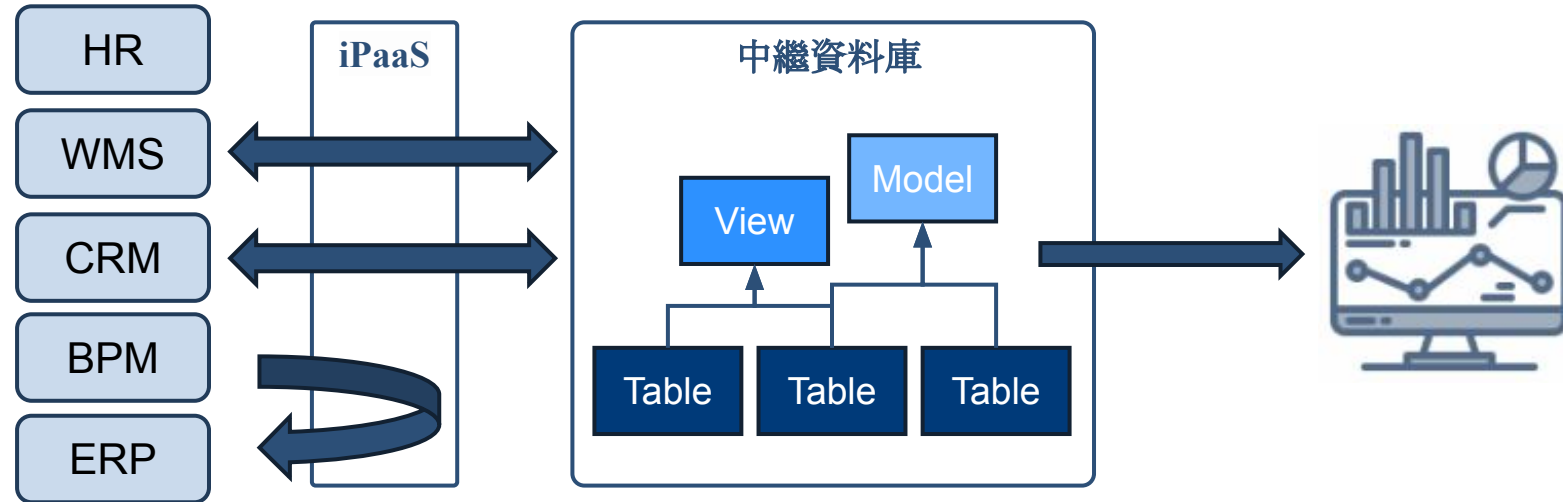 HR
WMS
CRM
BPM
ERP
iPaaS
中繼資料庫
View
Model
Table
Table
Table